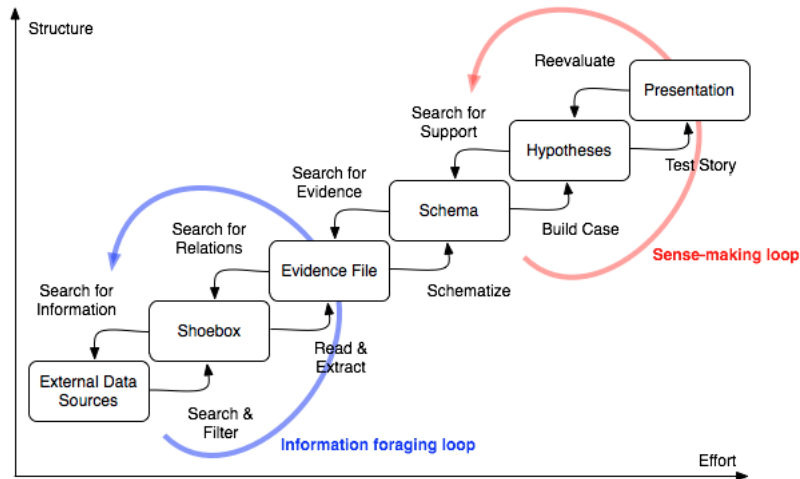 Structure
Reevaluate
Presentation
Search for
Support
Hypotheses
Test Story
Search for
Evidence
Schema
Build Case
Sense-making loop
Search for
Relations
Evidence File
Schematize
Search for
Information
Shoebox
Read &
Extract
External Data
Sources
Search &
Filter
Information foraging loop
Effort